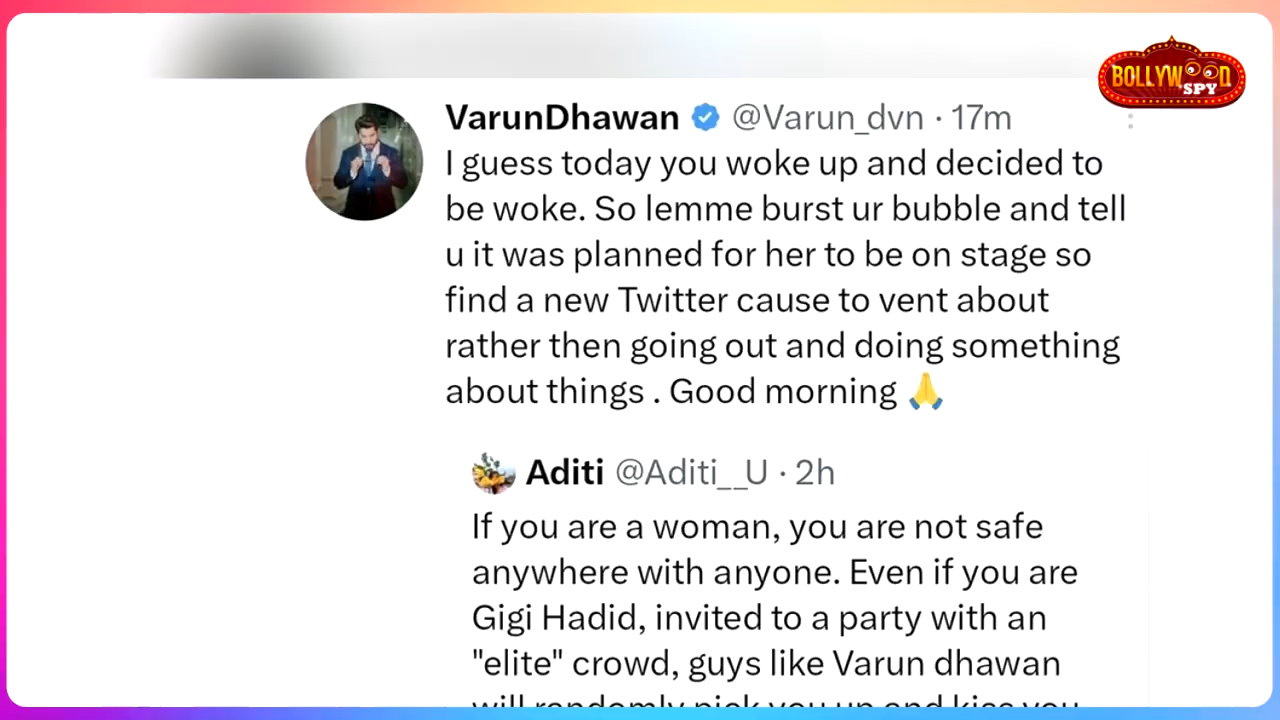 BOLLYWOOD
SPY
VarunDhawan @Varun_dvn · 17m
I guess today you woke up and decided to
be woke. So lemme burst ur bubble and tell
u it was planned for her to be on stage so
find a new Twitter cause to vent about
rather then going out and doing something
about things . Good morning 🙏
Aditi @Aditi__U · 2h
If you are a woman, you are not safe
anywhere with anyone. Even if you are
Gigi Hadid, invited to a party with an
"elite" crowd, guys like Varun dhawan
will randomly pick you up and kiss you